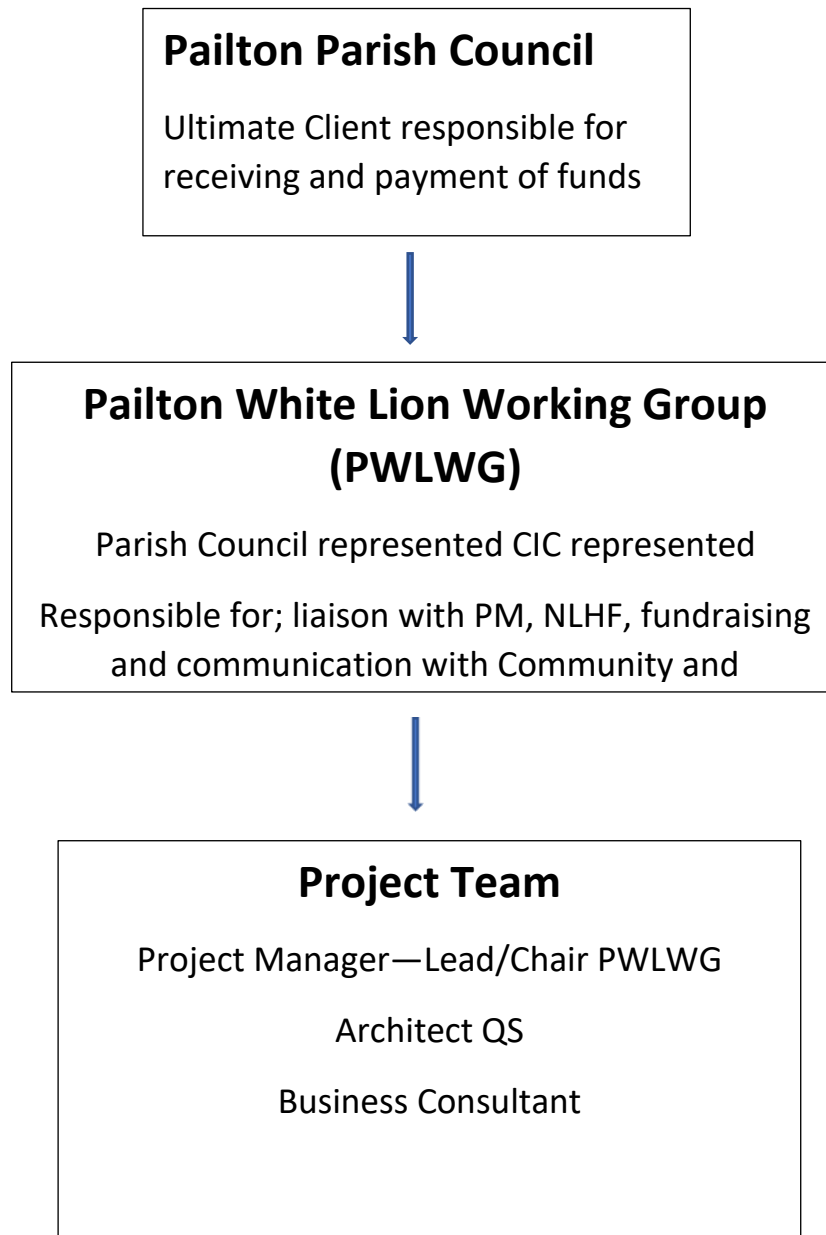 Pailton Parish Council
Ultimate Client responsible for
receiving and payment of funds
Pailton White Lion Working Group
(PWLWG)
Parish Council represented CIC represented
Responsible for; liaison with PM, NLHF, fundraising
and communication with Community and
Project Team
Project Manager—Lead/Chair PWLWG
Architect QS
Business Consultant